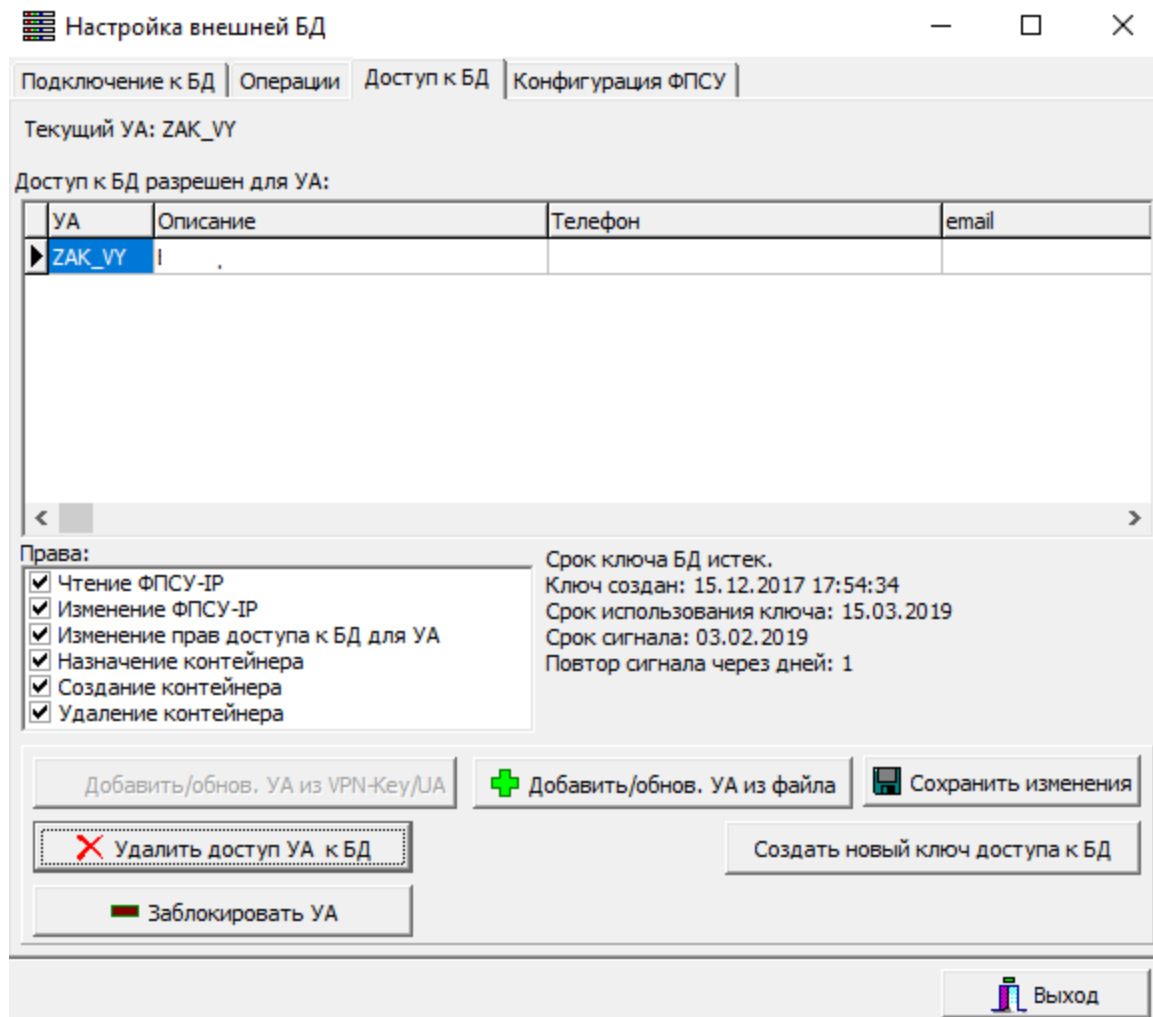 Настройка внешней БД
Подключение к БД Операции Доступ к БД Конфигурация ФПСУ
Текущий УА: ZAK_VY
Доступ к БД разрешен для УА:
УА Описание Телефон email
ZAK_VY
Права:
Чтение ФПСУ-IP
Изменение ФПСУ-IP
Изменение прав доступа к БД для УА
Назначение контейнера
Создание контейнера
Удаление контейнера
Срок ключа БД истек.
Ключ создан: 15.12.2017 17:54:34
Срок использования ключа: 15.03.2019
Срок сигнала: 03.02.2019
Повтор сигнала через дней: 1
Добавить/обнов. УА из VPN-Key/UA
Добавить/обнов. УА из файла
Сохранить изменения
Удалить доступ УА к БД
Создать новый ключ доступа к БД
Заблокировать УА
Выход